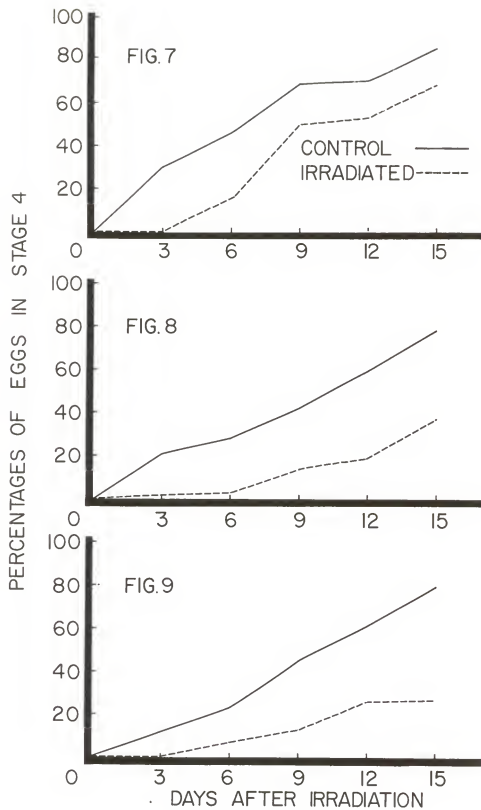 PERCENTAGES OF EGGS IN STAGE 4
100
80
60
40
20
0
FIG. 7
CONTROL
IRRADIATED
3 6 9 12 15
100
80
60
40
20
0
FIG. 8
3 6 9 12 15
100
80
60
40
20
0
FIG. 9
3 6 9 12 15
DAYS AFTER IRRADIATION